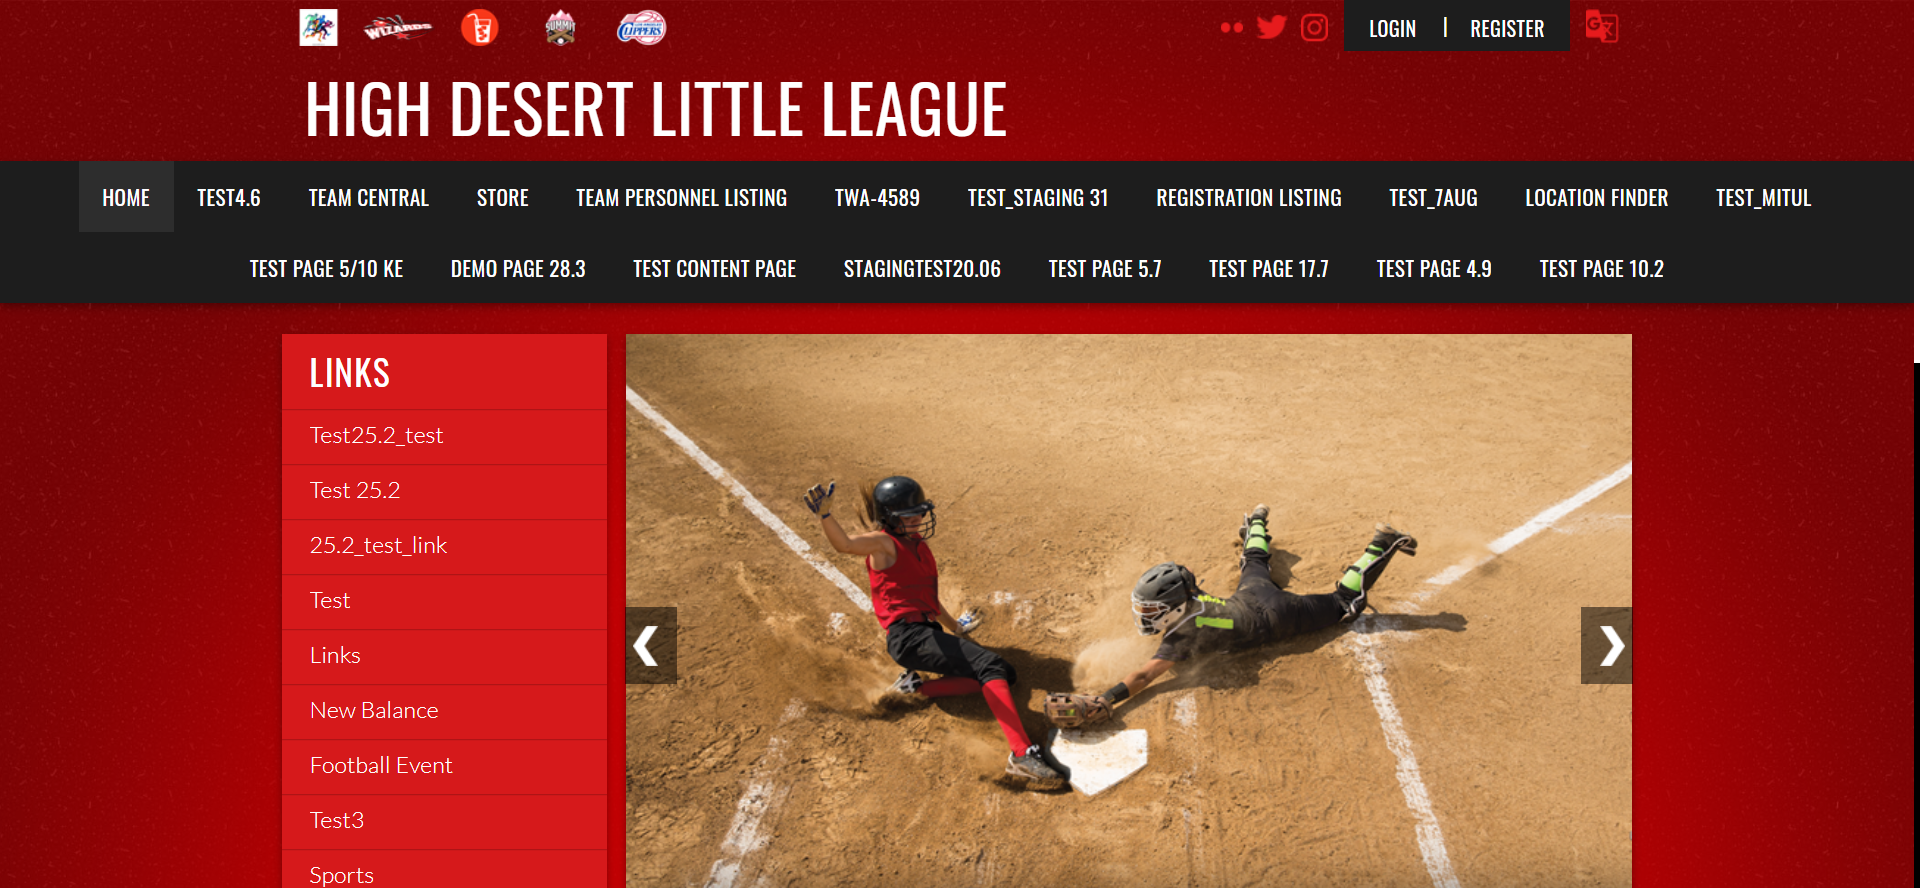 WIZARDS
SUMMIT
CLIPPERS
LOGIN | REGISTER
HIGH DESERT LITTLE LEAGUE
HOME TEST4.6 TEAM CENTRAL STORE TEAM PERSONNEL LISTING TWA-4589 TEST_STAGING 31 REGISTRATION LISTING TEST_7AUG LOCATION FINDER TEST_MITUL
TEST PAGE 5/10 KE DEMO PAGE 28.3 TEST CONTENT PAGE STAGINGTEST20.06 TEST PAGE 5.7 TEST PAGE 17.7 TEST PAGE 4.9 TEST PAGE 10.2
LINKS
Test25.2_test
Test 25.2
25.2_test_link
Test
Links
New Balance
Football Event
Test3
Sports
1